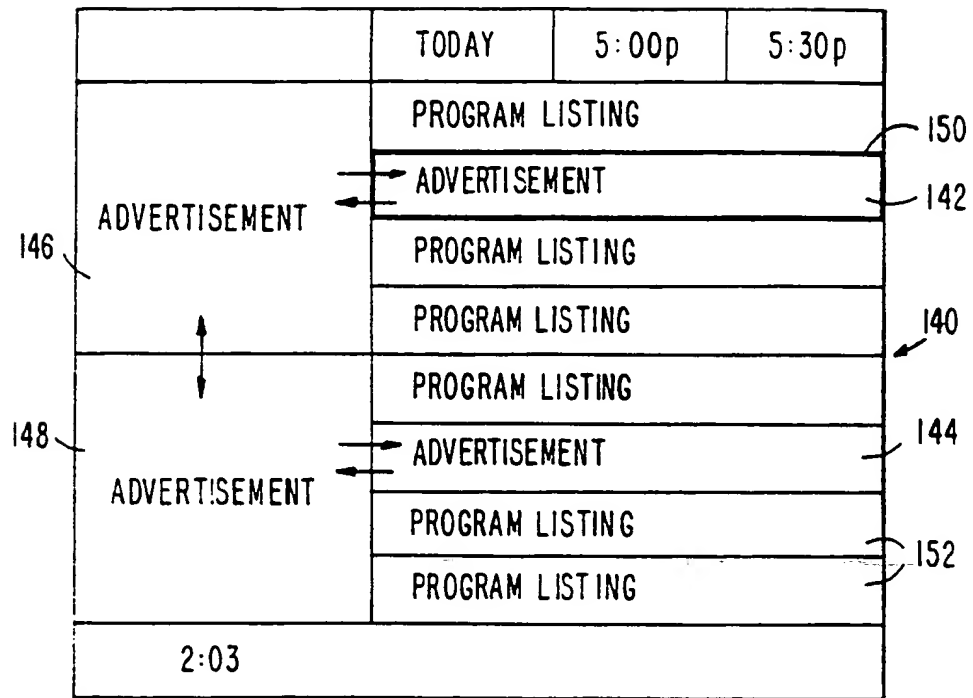 TODAY 5:00p 5:30p
PROGRAM LISTING
150
ADVERTISEMENT
142
ADVERTISEMENT
146
PROGRAM LISTING
PROGRAM LISTING
140
PROGRAM LISTING
148
ADVERTISEMENT
144
ADVERTISEMENT
PROGRAM LISTING
152
PROGRAM LISTING
2:03